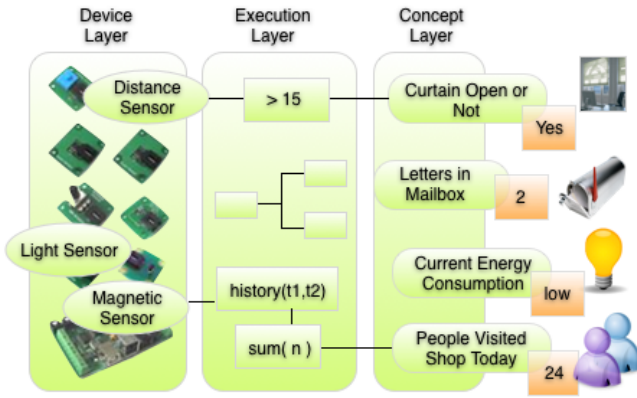 Device
Layer
Execution
Layer
Concept
Layer
Distance
Sensor
> 15
Curtain Open or
Not
Yes
Letters in
Mailbox
2
Light Sensor
Current Energy
Consumption
low
Magnetic
Sensor
history(t1,t2)
sum( n )
People Visited
Shop Today
24